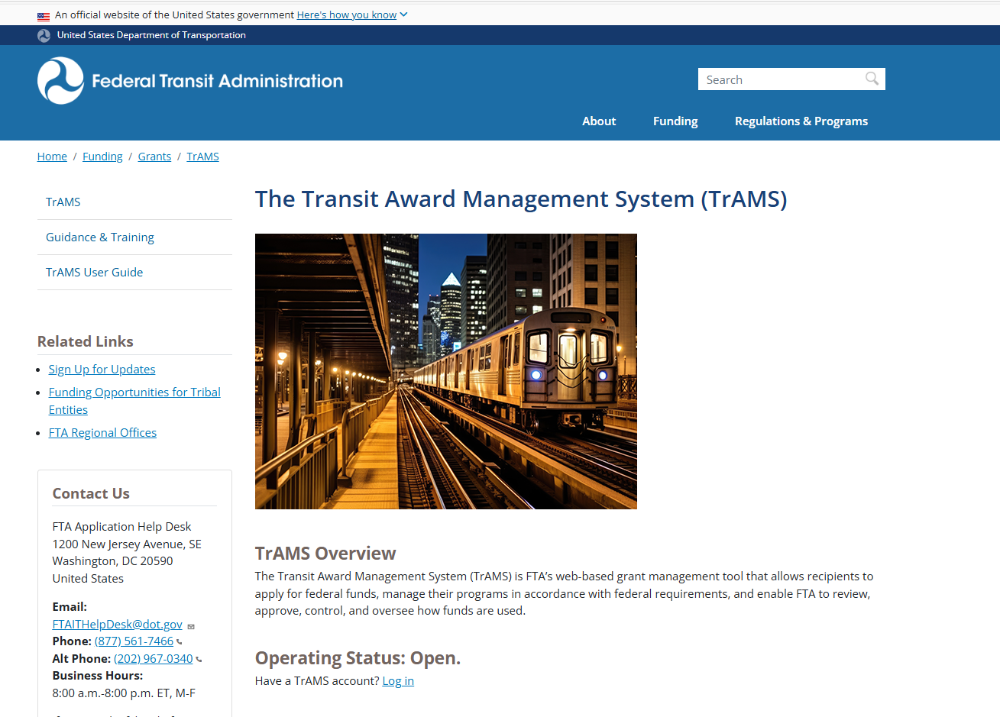 An official website of the United States government Here's how you know
United States Department of Transportation
Federal Transit Administration
Search
About Funding Regulations & Programs
Home / Funding / Grants / TrAMS
TrAMS
Guidance & Training
TrAMS User Guide
Related Links
Sign Up for Updates
Funding Opportunities for Tribal
Entities
FTA Regional Offices
Contact Us
FTA Application Help Desk
1200 New Jersey Avenue, SE
Washington, DC 20590
United States
Email:
FTAITHelpDesk@dot.gov
Phone: (877) 561-7466
Alt Phone: (202) 967-0340
Business Hours:
8:00 a.m.-8:00 p.m. ET, M-F
The Transit Award Management System (TrAMS)
TrAMS Overview
The Transit Award Management System (TrAMS) is FTA’s web-based grant management tool that allows recipients to
apply for federal funds, manage their programs in accordance with federal requirements, and enable FTA to review,
approve, control, and oversee how funds are used.
Operating Status: Open.
Have a TrAMS account? Log in